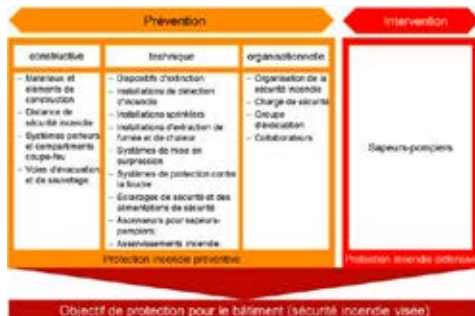 Prévention
Intervention
constructive
technique
organisationnelle
– Matériaux et
éléments de
construction
– Distance de
sécurité incendie
– Systèmes porteurs
et compartiments
coupe-feu
– Voies d'évacuation
et de sauvetage
– Dispositifs d'extinction
– Installations de détection
d'incendie
– Installations sprinklers
– Installations d'extraction de
fumée et de chaleur
– Systèmes de mise en
surpression
– Systèmes de protection contre
la foudre
– Eclairages de sécurité et des
alimentations de sécurité
– Ascenseurs pour sapeurs-
pompiers;
– Asservissements incendie.
– Organisation de la
sécurité incendie
– Chargé de sécurité
– Groupe
d'évacuation
– Collaborateurs
Sapeurs-pompiers
Protection incendie préventive
Protection incendie défensive
Objectif de protection pour le bâtiment (sécurité incendie visée)